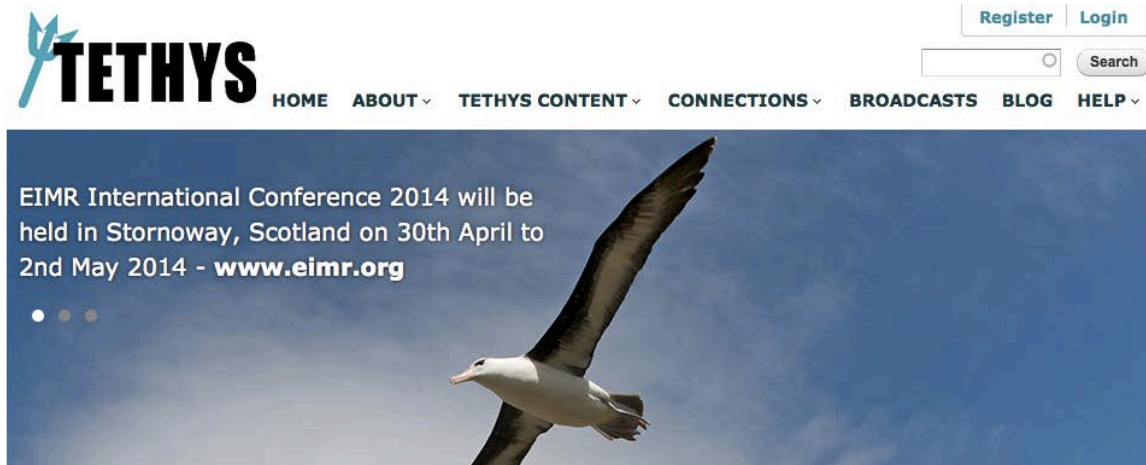 Register Login
Search
TETHYS
HOME ABOUT TETHYS CONTENT CONNECTIONS BROADCASTS BLOG HELP
EIMR International Conference 2014 will be
held in Stornoway, Scotland on 30th April to
2nd May 2014 - www.eimr.org